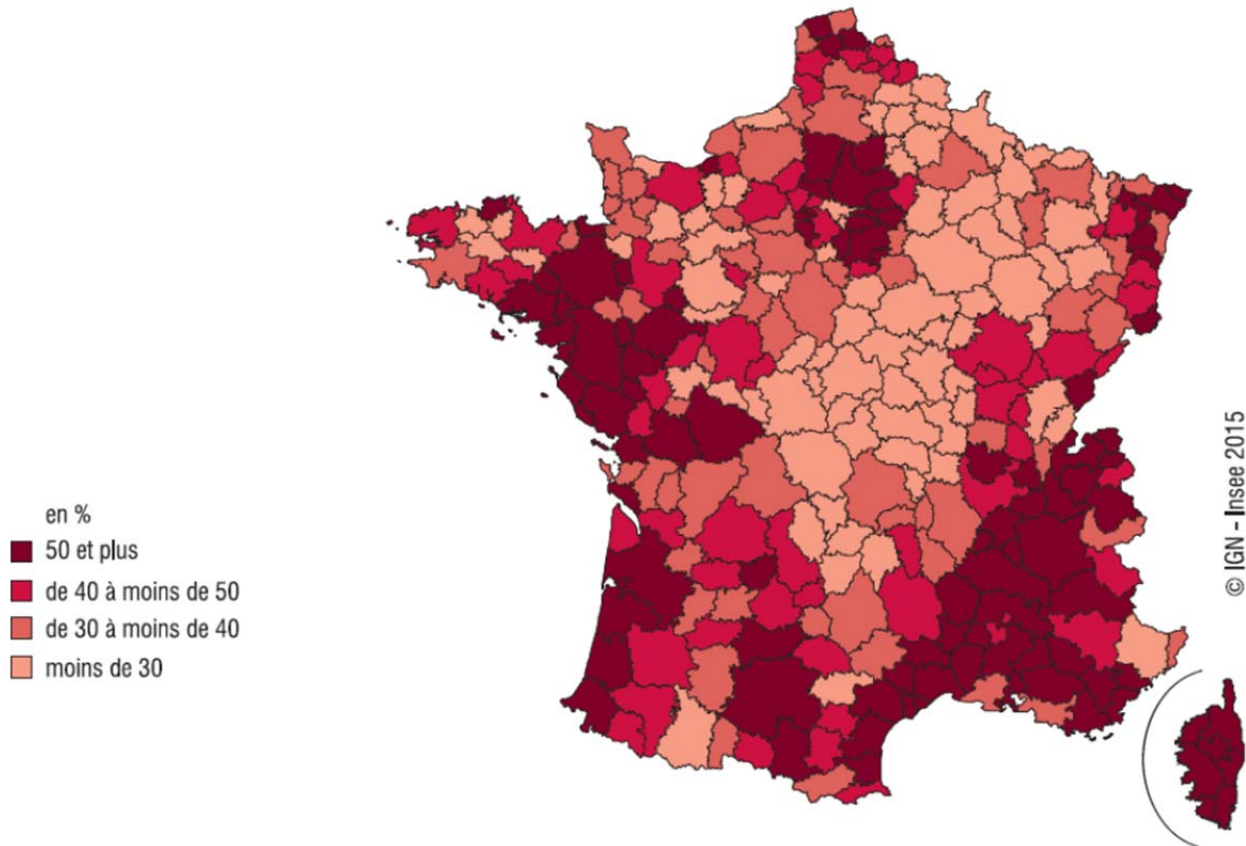 en %
50 et plus
de 40 à moins de 50
de 30 à moins de 40
moins de 30
© IGN - Insee 2015